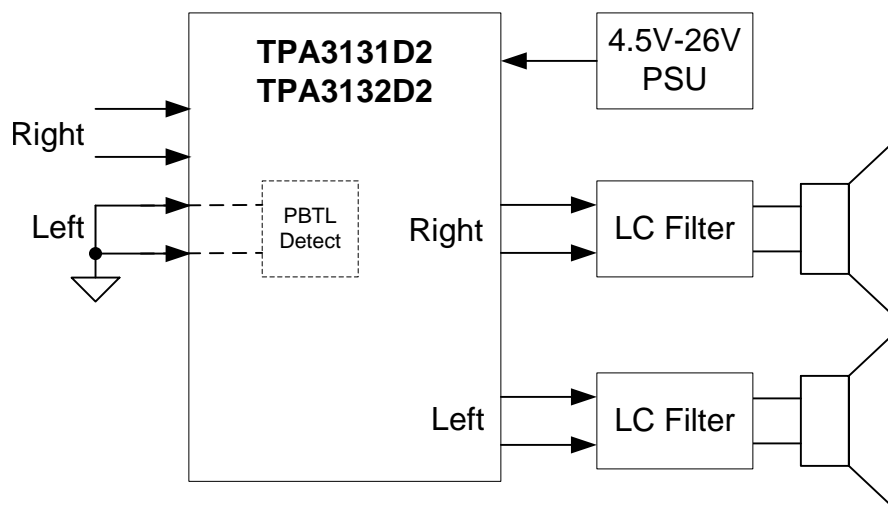 TPA3131D2
TPA3132D2
4.5V-26V
PSU
Right
Left
PBTL
Detect
Right
LC Filter
Left
LC Filter